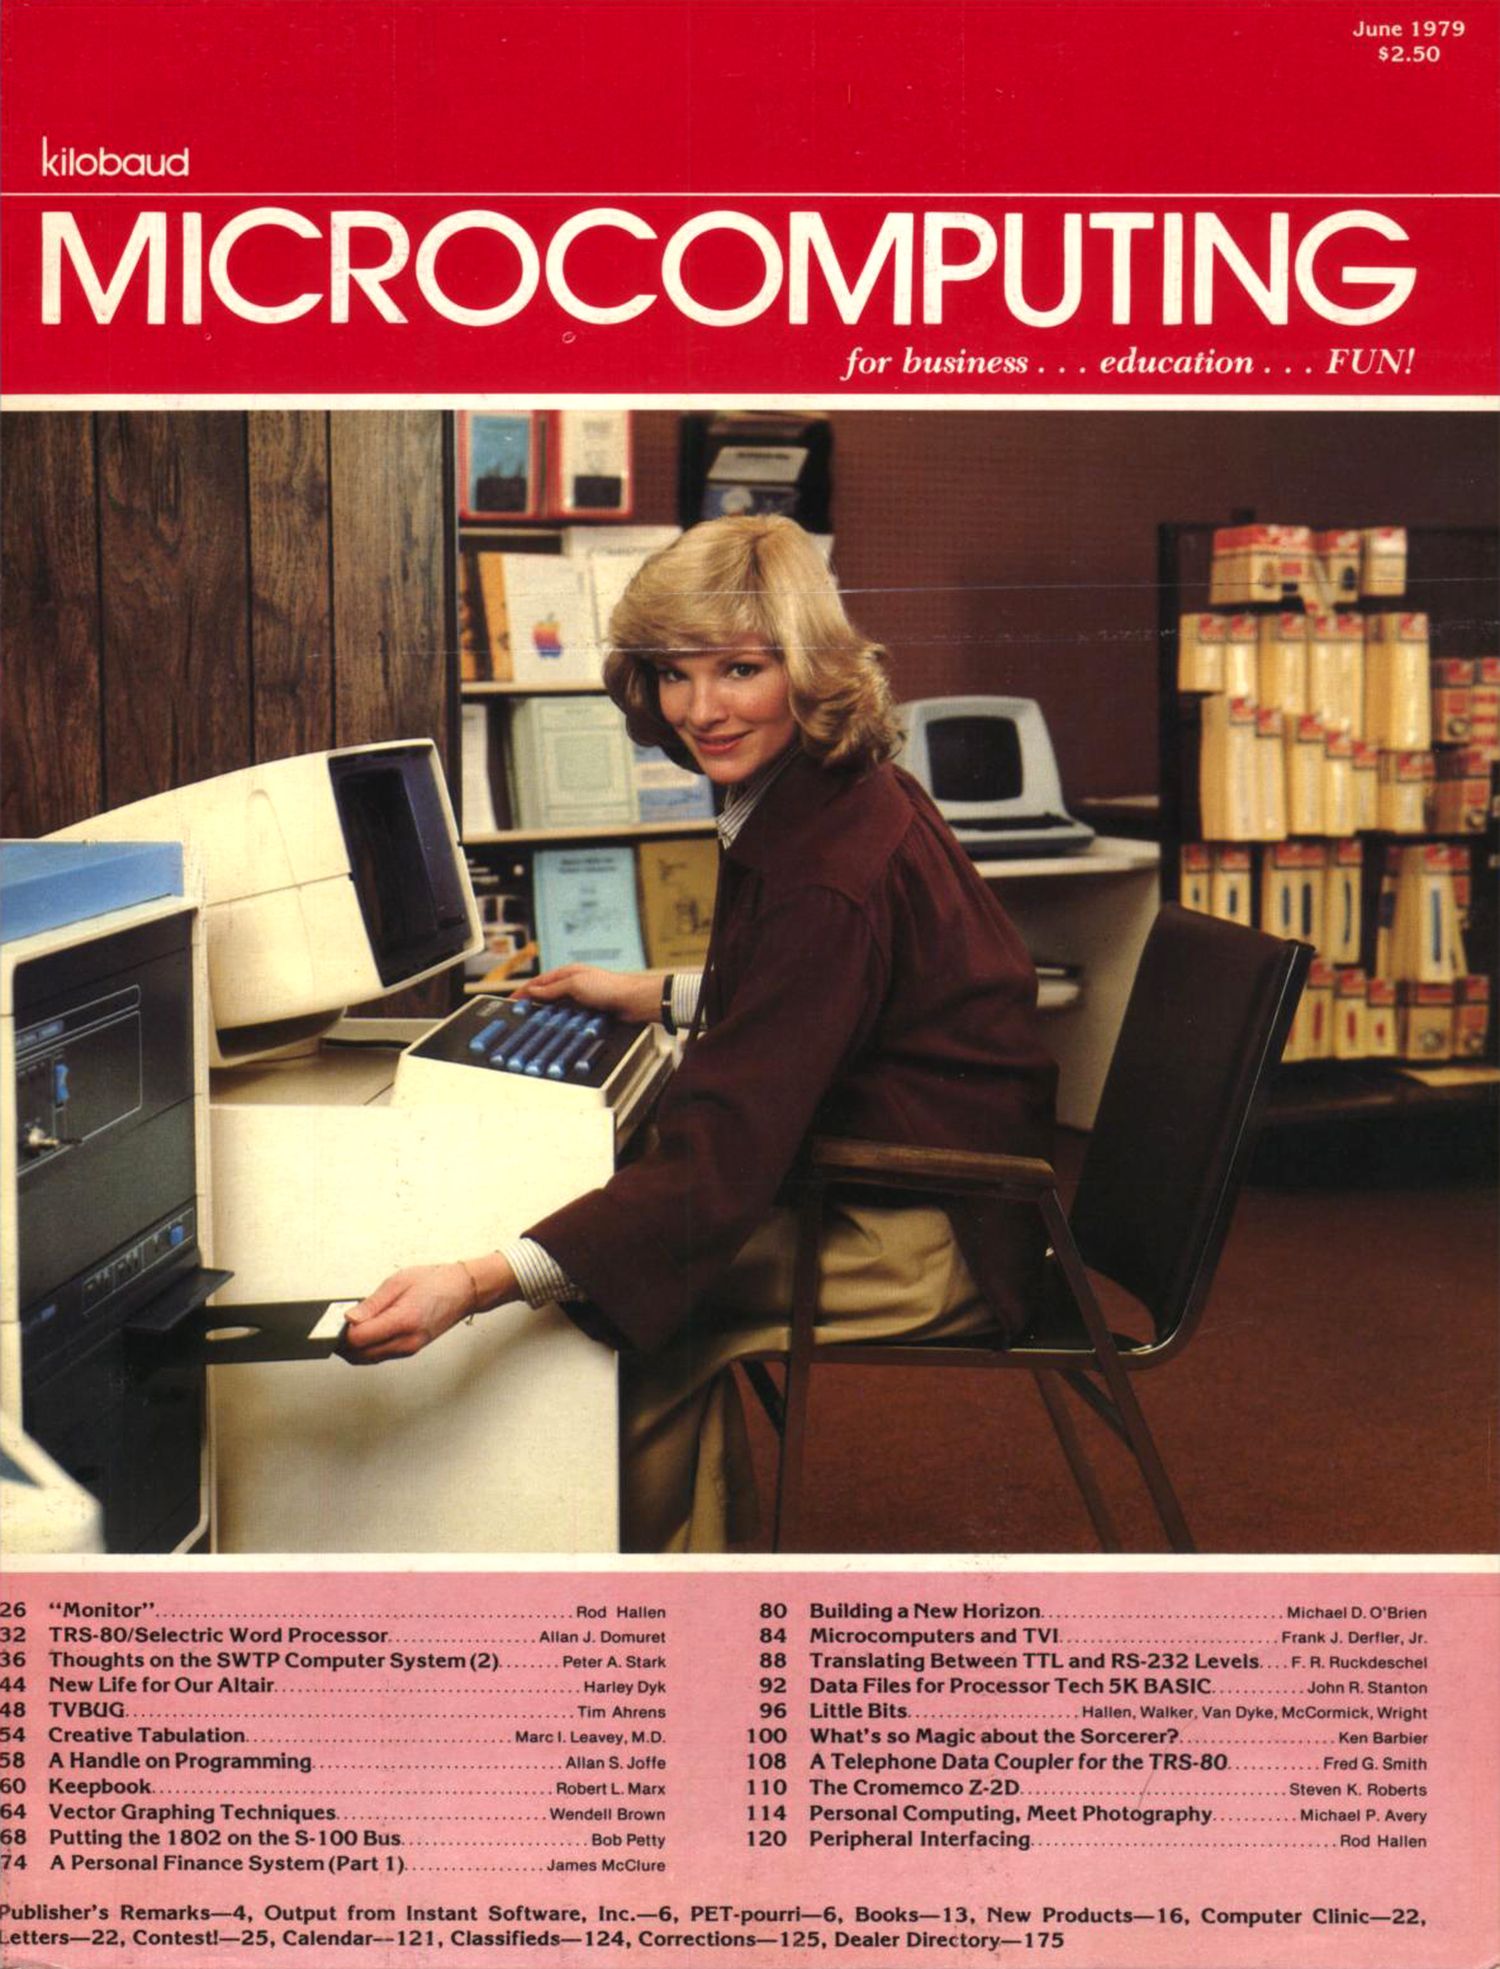 June 1979
$2.50
kilobaud
MICROCOMPUTING
for business . . . education . . . FUN!
26 “Monitor”........Rod Hallen
32 TRS-80/Selectric Word Processor........Allan J. Domuret
36 Thoughts on the SWTP Computer System (2)........Peter A. Stark
44 New Life for Our Altair........Harley Dyk
48 TVBUG........Tim Ahrens
54 Creative Tabulation........Marc I. Leavey, M.D.
58 A Handle on Programming........Allan S. Joffe
60 Keepbook........Robert L. Marx
64 Vector Graphing Techniques........Wendell Brown
68 Putting the 1802 on the S-100 Bus........Bob Petty
74 A Personal Finance System (Part 1)........James McClure
80 Building a New Horizon........Michael D. O'Brien
84 Microcomputers and TVI........Frank J. Derfler, Jr.
88 Translating Between TTL and RS-232 Levels....F. R. Ruckdeschel
92 Data Files for Processor Tech 5K BASIC........John R. Stanton
96 Little Bits........Hallen, Walker, Van Dyke, McCormick, Wright
100 What's so Magic about the Sorcerer?........Ken Barbier
108 A Telephone Data Coupler for the TRS-80........Fred G. Smith
110 The Cromemco Z-2D........Steven K. Roberts
114 Personal Computing, Meet Photography........Michael P. Avery
120 Peripheral Interfacing........Rod Hallen
Publisher's Remarks—4, Output from Instant Software, Inc.—6, PET-pourri—6, Books—13, New Products—16, Computer Clinic—22,
Letters—22, Contest!—25, Calendar—121, Classifieds—124, Corrections—125, Dealer Directory—175